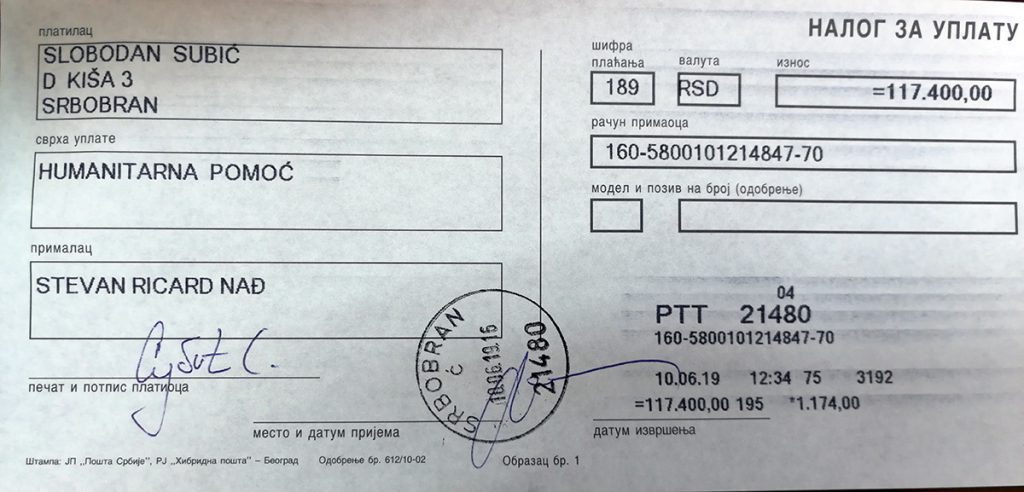 НАЛОГ ЗА УПЛАТУ
платилац
SLOBODAN SUBIĆ
D KIŠA 3
SRBOBRAN
сврха уплате
HUMANITARNA POMOĆ
прималац
STEVAN RICARD NAĐ
печат и потпис платиоца
место и датум пријема
шифра
плаћања
валута
износ
189
RSD
=117.400,00
рачун примаоца
160-5800101214847-70
модел и позив на број (одобрење)
04
PTT 21480
160-5800101214847-70
10.06.19 12:34 75 3192
=117.400,00 195 *1.174,00
датум извршења
SRBOBRAN
Ć
21480
Штампа: ЈП „Пошта Србије", РЈ „Хибридна пошта" – Београд Одобрење бр. 612/10-02 Образац бр. 1